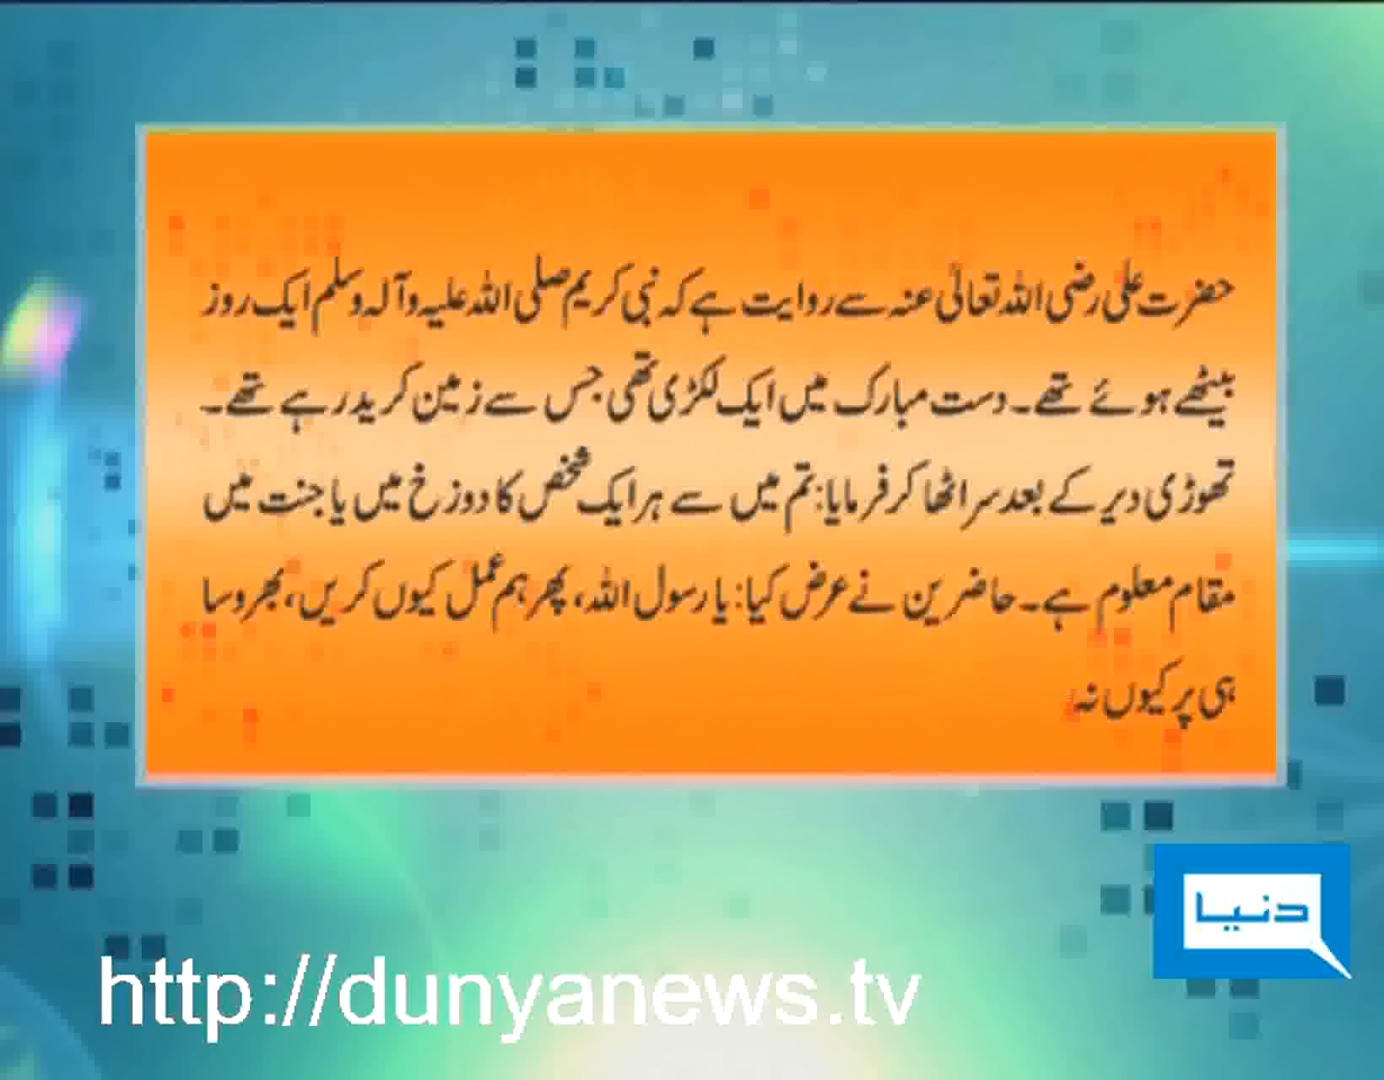 حضرت علی رضی اللہ تعالٰی عنہ سے روایت ہے کہ نبی کریم صلی اللہ علیہ وآلہ وسلم ایک روز
بیٹھے ہوئے تھے۔ دست مبارک میں ایک لکڑی تھی جس سے زمین کرید رہے تھے۔
تھوڑی دیر کے بعد سر اٹھا کر فرمایا: تم میں سے ہر ایک شخص کا دوزخ میں یا جنت میں
مقام معلوم ہے۔ حاضرین نے عرض کیا: یا رسول اللہ، پھر ہم عمل کیوں کریں، بھروسا
ہی پر کیوں نہ
دنیا
http://dunyanews.tv